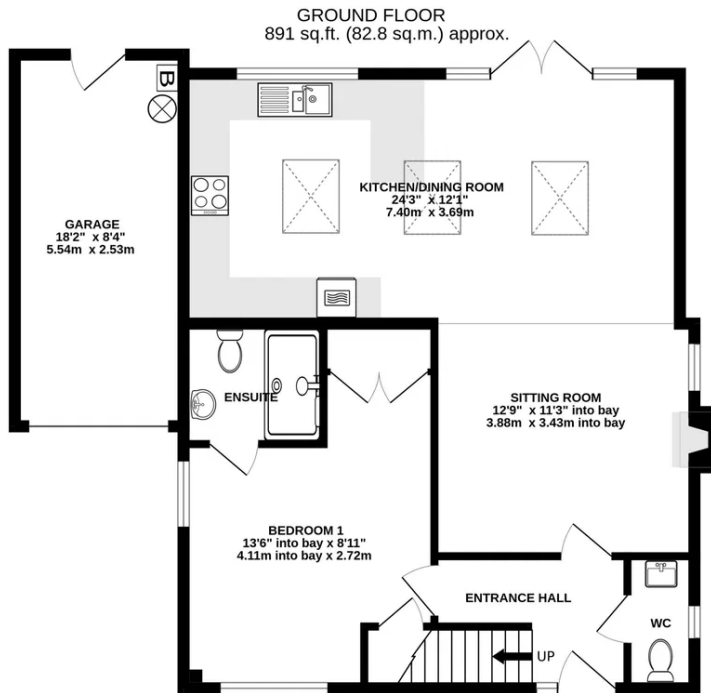 GROUND FLOOR
891 sq.ft. (82.8 sq.m.) approx.
B
KITCHEN/DINING ROOM
24'3" x 12'1"
7.40m x 3.69m
GARAGE
18'2" x 8'4"
5.54m x 2.53m
ENSUITE
SITTING ROOM
12'9" x 11'3" into bay
3.88m x 3.43m into bay
BEDROOM 1
13'6" into bay x 8'11"
4.11m into bay x 2.72m
ENTRANCE HALL
WC
UP